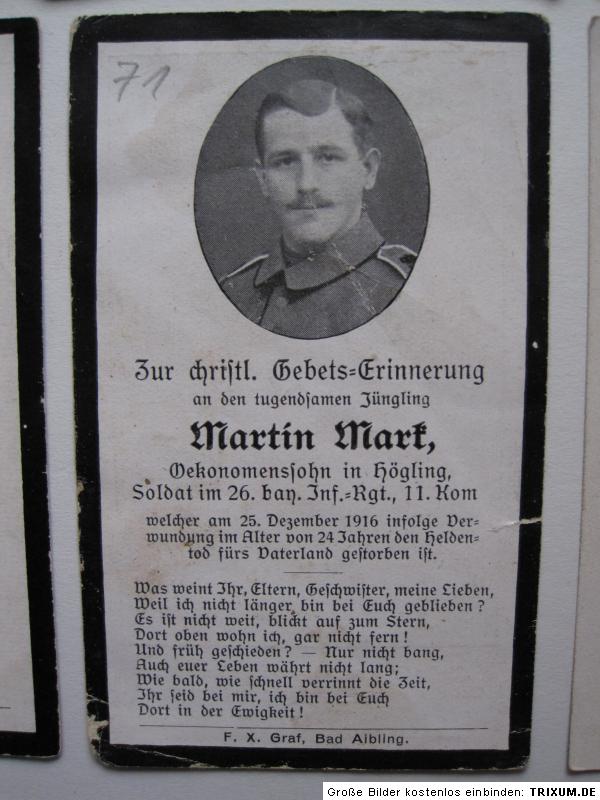 71
Zur christl. Gebets=Erinnerung
an den tugendsamen Jüngling
Martin Mark,
Oekonomenssohn in Högling,
Soldat im 26. bay. Inf.=Rgt., 11. Kom
welcher am 25. Dezember 1916 infolge Ver=
wundung im Alter von 24 Jahren den Helden=
tod fürs Vaterland gestorben ist.
Was weint Ihr, Eltern, Geschwister, meine Lieben,
Weil ich nicht länger bin bei Euch geblieben?
Es ist nicht weit, blickt auf zum Stern,
Dort oben wohn ich, gar nicht fern!
Und früh geschieden? — Nur nicht bang,
Auch euer Leben währt nicht lang;
Wie bald, wie schnell verrinnt die Zeit,
Ihr seid bei mir, ich bin bei Euch
Dort in der Ewigkeit!
F. X. Graf, Bad Aibling.
Große Bilder kostenlos einbinden: TRIXUM.DE